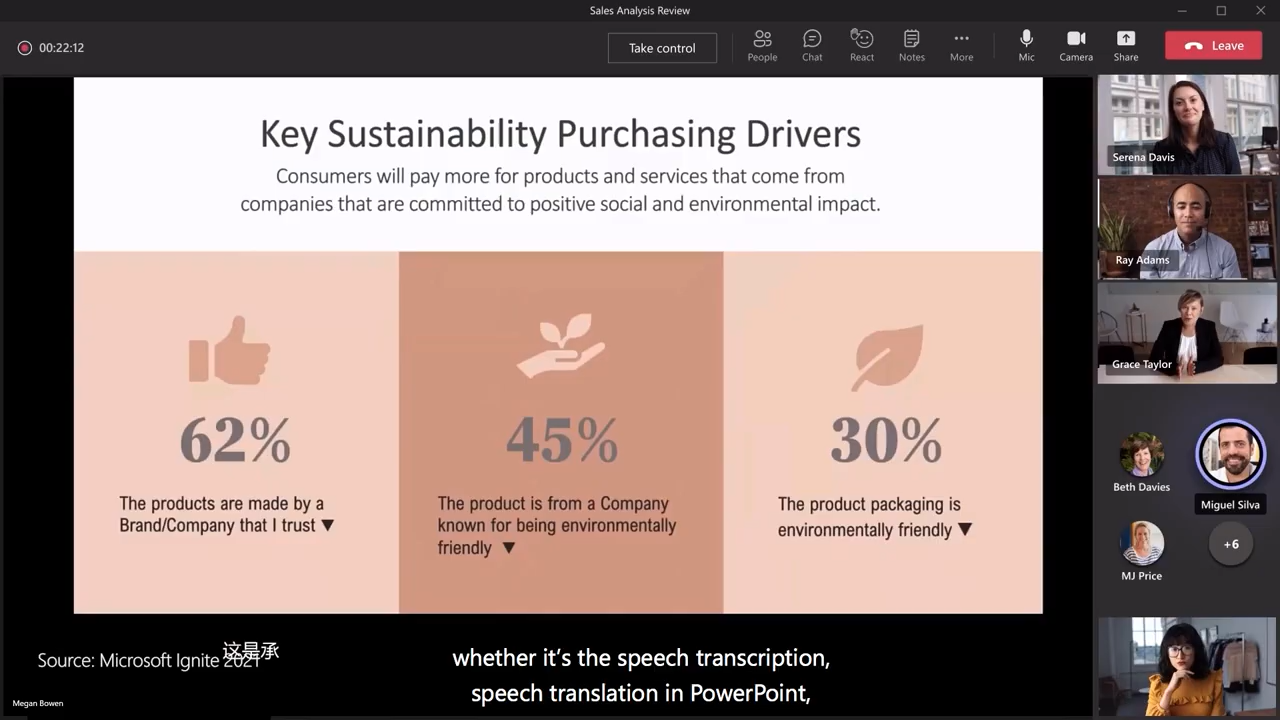 Sales Analysis Review
00:22:12
Take control
People
Chat
React
Notes
More
Mic
Camera
Share
Leave
Key Sustainability Purchasing Drivers
Consumers will pay more for products and services that come from
companies that are committed to positive social and environmental impact.
62%
The products are made by a
Brand/Company that I trust ▼
45%
The product is from a Company
known for being environmentally
friendly ▼
30%
The product packaging is
environmentally friendly ▼
Serena Davis
Ray Adams
Grace Taylor
Beth Davies
Miguel Silva
MJ Price
+6
这是承
Source: Microsoft Ignite 2021
whether it's the speech transcription,
speech translation in PowerPoint,
Megan Bowen